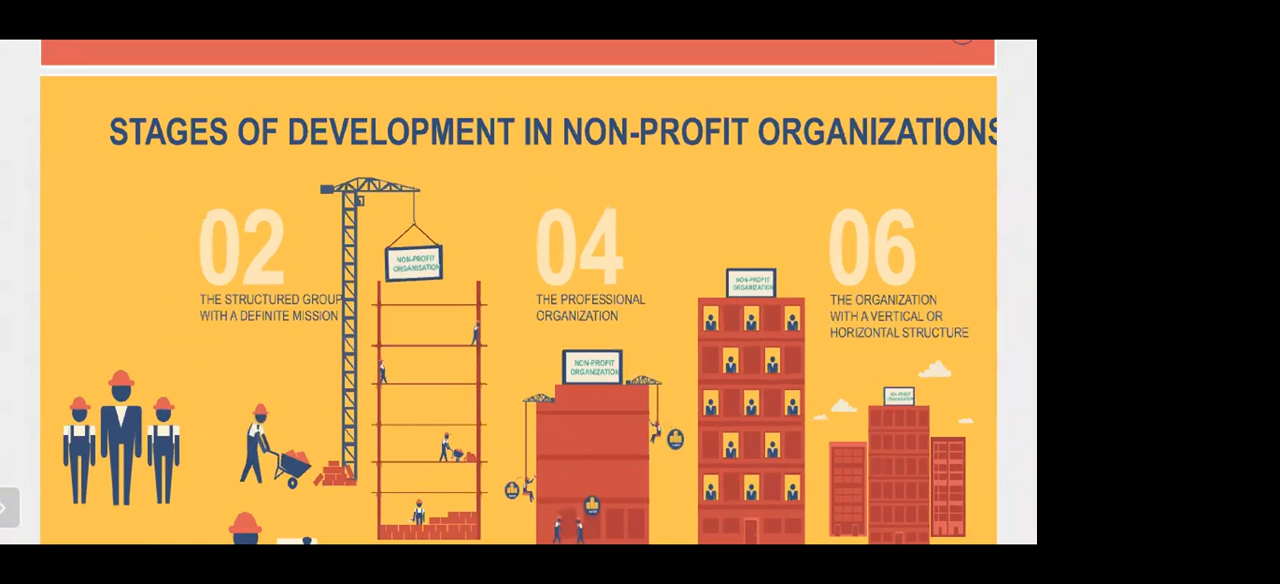 STAGES OF DEVELOPMENT IN NON-PROFIT ORGANIZATIONS
02
THE STRUCTURED GROUP
WITH A DEFINITE MISSION
NON-PROFIT
ORGANISATION
04
THE PROFESSIONAL
ORGANIZATION
NON-PROFIT
ORGANIZATION
NON-PROFIT
ORGANIZATION
06
THE ORGANIZATION
WITH A VERTICAL OR
HORIZONTAL STRUCTURE